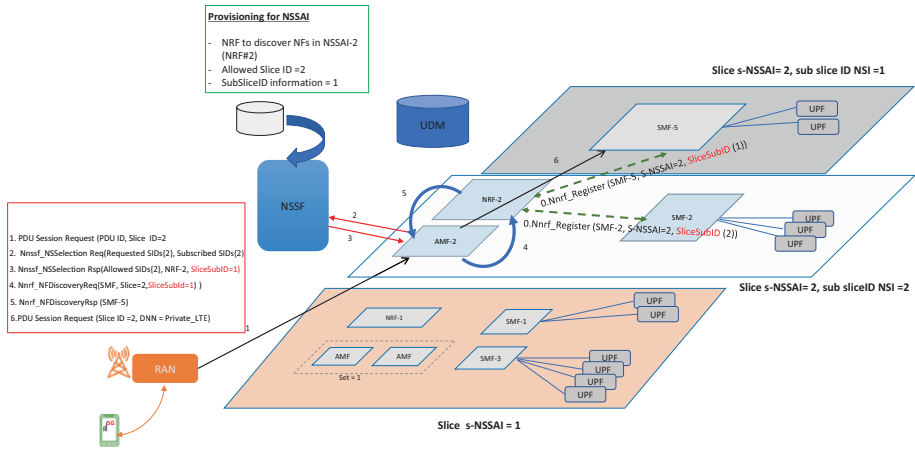 Provisioning for NSSAI
- NRF to discover NFs in NSSAI-2
(NRF#2)
- Allowed Slice ID =2
- SubSliceID information = 1
Slice s-NSSAI= 2, sub slice ID NSI =1
UDM
NSSF
SMF-5
UPF
UPF
6
0.Nnrf_Register (SMF-5, S-NSSAI=2, SliceSubID (1))
5
NRF-2
2
3
AMF-2
4
0.Nnrf_Register (SMF-2, S-NSSAI=2, SliceSubID (2))
SMF-2
UPF
UPF
UPF
Slice s-NSSAI= 2, sub sliceID NSI =2
1. PDU Session Request (PDU ID, Slice ID=2
2. Nnssf_NSSelection Req(Requested SIDs{2}, Subscribed SIDs{2)
3. Nnssf_NSSelection Rsp(Allowed SIDs{2}, NRF-2, SliceSubID=1)
4. Nnrf_NFDiscoveryReq(SMF, Slice=2,SliceSubId=1) )
5. Nnrf_NFDiscoveryRsp (SMF-5)
6.PDU Session Request (Slice ID =2, DNN = Private_LTE)
1
NRF-1
SMF-1
UPF
UPF
AMF
AMF
Set = 1
SMF-3
UPF
UPF
UPF
UPF
RAN
5G
Slice s-NSSAI = 1